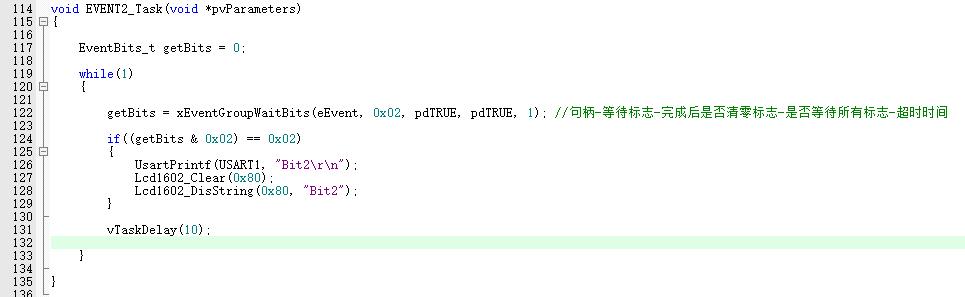 114 void EVENT2_Task(void *pvParameters)
115 {
116
117 EventBits_t getBits = 0;
118
119 while(1)
120 {
121
122 getBits = xEventGroupWaitBits(eEvent, 0x02, pdTRUE, pdTRUE, 1); //句柄-等待标志-完成后是否清零标志-是否等待所有标志-超时时间
123
124 if((getBits & 0x02) == 0x02)
125 {
126 UsartPrintf(USART1, "Bit2\r\n");
127 Lcd1602_Clear(0x80);
128 Lcd1602_DisString(0x80, "Bit2");
129 }
130
131 vTaskDelay(10);
132
133 }
134
135 }
136